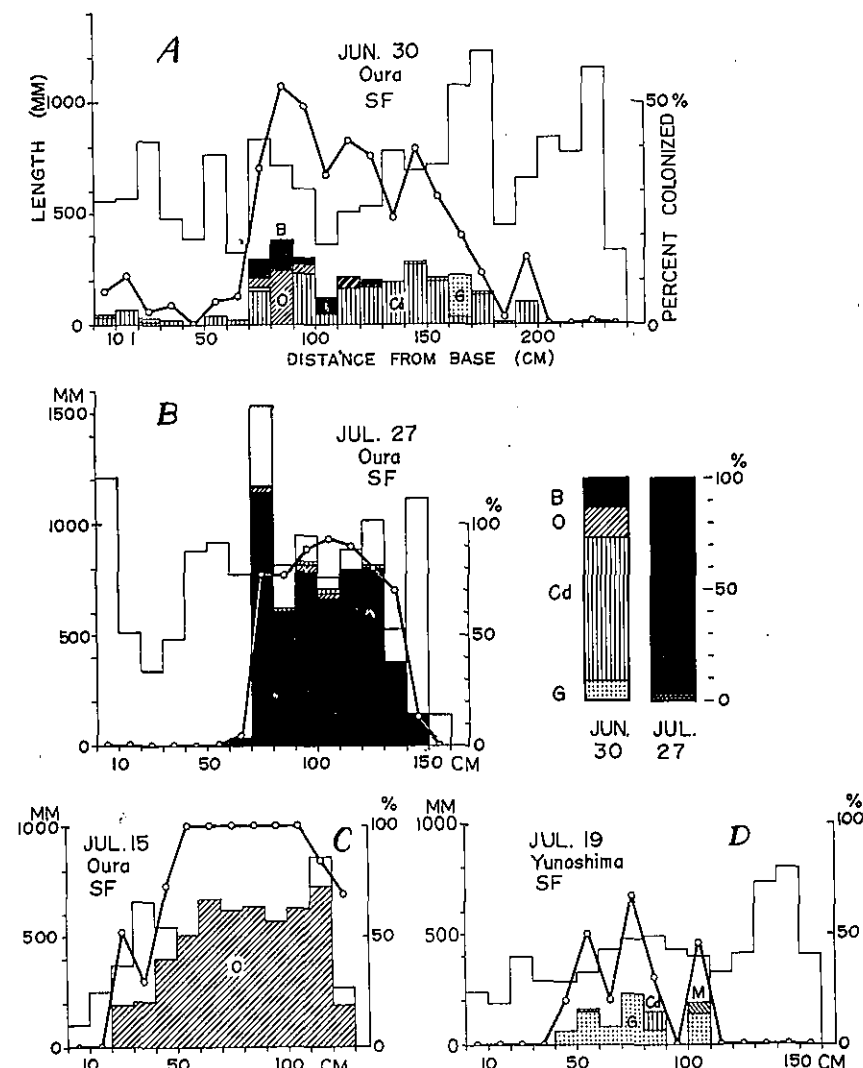 A
JUN. 30
Oura
SF
LENGTH (MM)
1000
500
0
50%
0
PERCENT COLONIZED
B
O
Cd
G
10
50
100
150
200
DISTANCE FROM BASE (CM)
MM
B
1500
JUL. 27
Oura
SF
1000
500
0
%
100
50
0
10
50
100
150 CM
%
B
O
Cd
G
100
50
0
JUN. 30
JUL. 27
MM
1000
500
0
JUL. 15
Oura
SF
C
%
100
50
0
O
50
100
CM
MM
1000
500
0
JUL. 19
Yunoshima
SF
D
%
100
50
0
G
Cd
M
10
50
100
150 CM